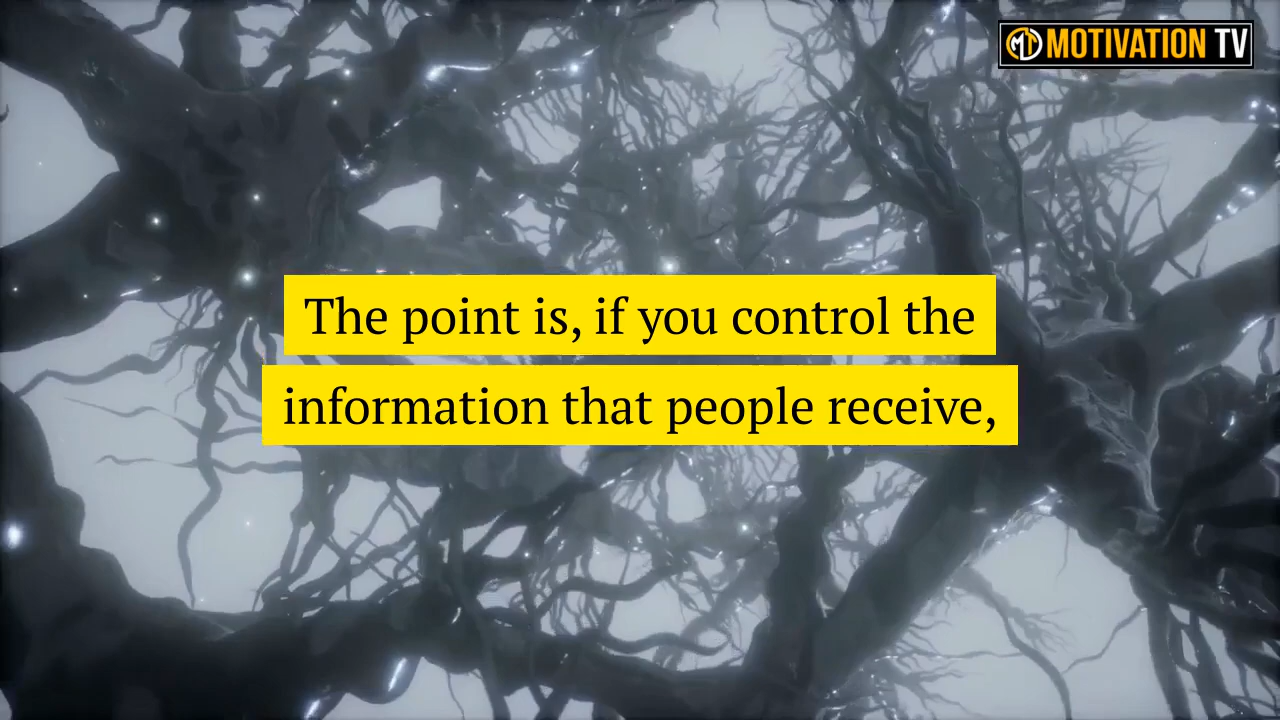 MOTIVATION TV
The point is, if you control the
information that people receive,